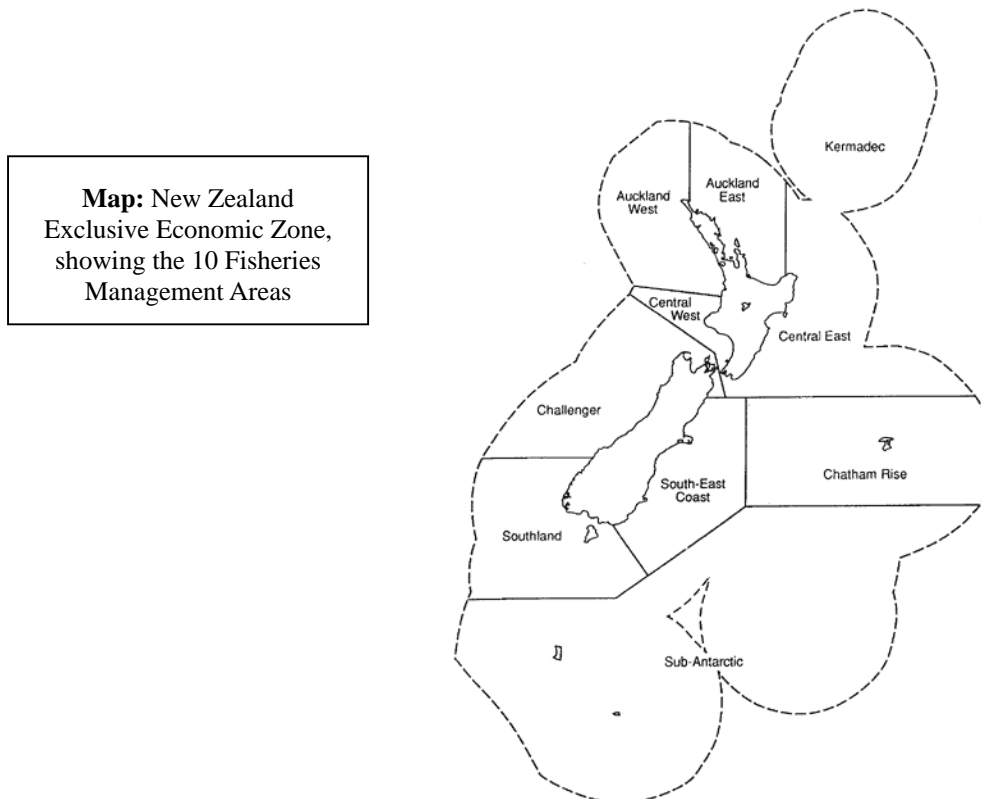 Map: New Zealand
Exclusive Economic Zone,
showing the 10 Fisheries
Management Areas
Kermadec
Auckland
West
Auckland
East
Central
West
Central East
Challenger
Chatham Rise
South-East
Coast
Southland
Sub-Antarctic